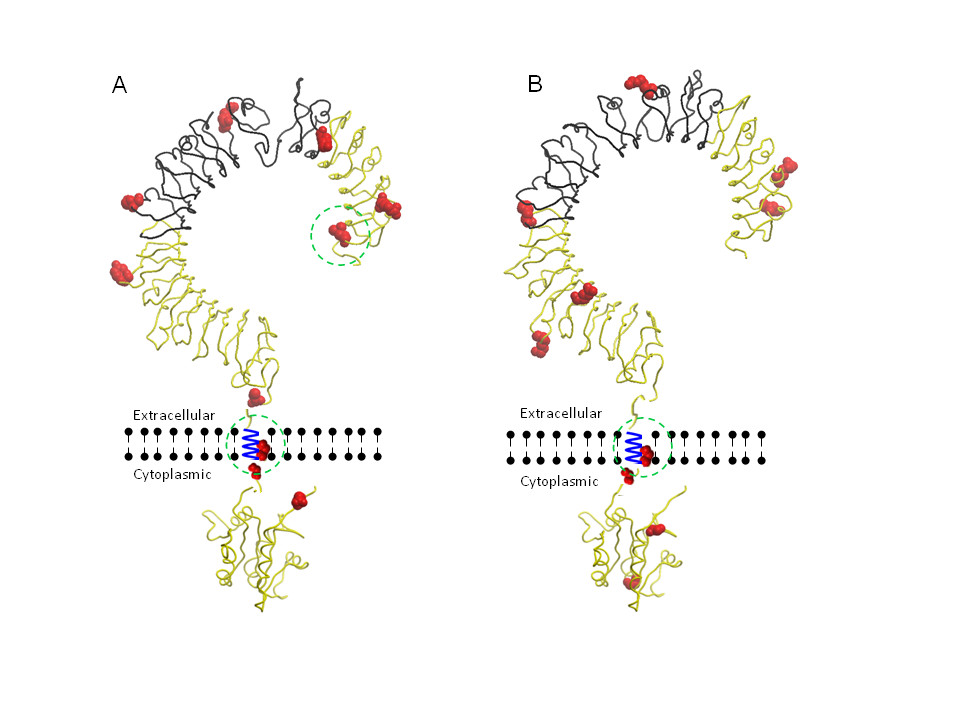 A
B
Extracellular
Cytoplasmic
Extracellular
Cytoplasmic